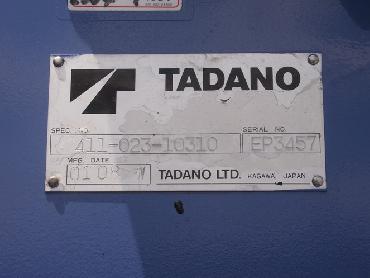 TADANO
SPEC. NO.
411-023-10310
SERIAL NO.
EP3457
MFG. DATE
TADANO LTD. KAGAWA, JAPAN